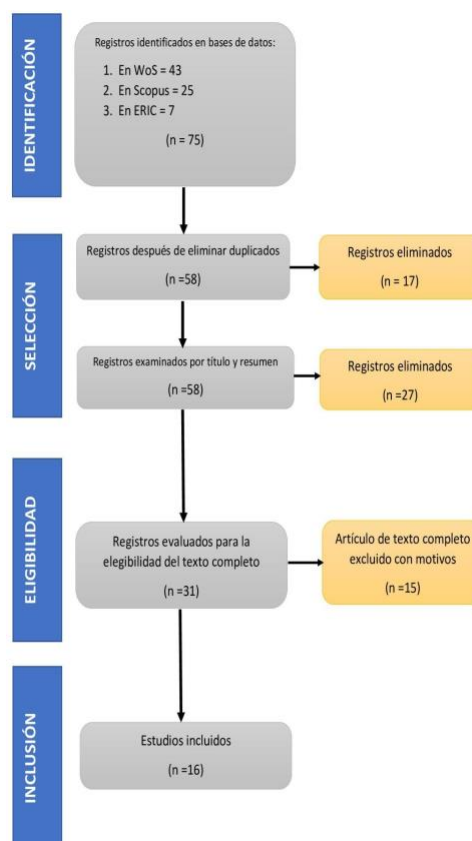 IDENTIFICACIÓN
Registros identificados en bases de datos:
1. En WoS = 43
2. En Scopus = 25
3. En ERIC = 7
(n = 75)
SELECCIÓN
Registros después de eliminar duplicados
(n =58)
Registros eliminados
(n = 17)
Registros examinados por título y resumen
(n =58)
Registros eliminados
(n =27)
ELIGIBILIDAD
Registros evaluados para la
elegibilidad del texto completo
(n =31)
Artículo de texto completo
excluido con motivos
(n =15)
INCLUSIÓN
Estudios incluidos
(n =16)